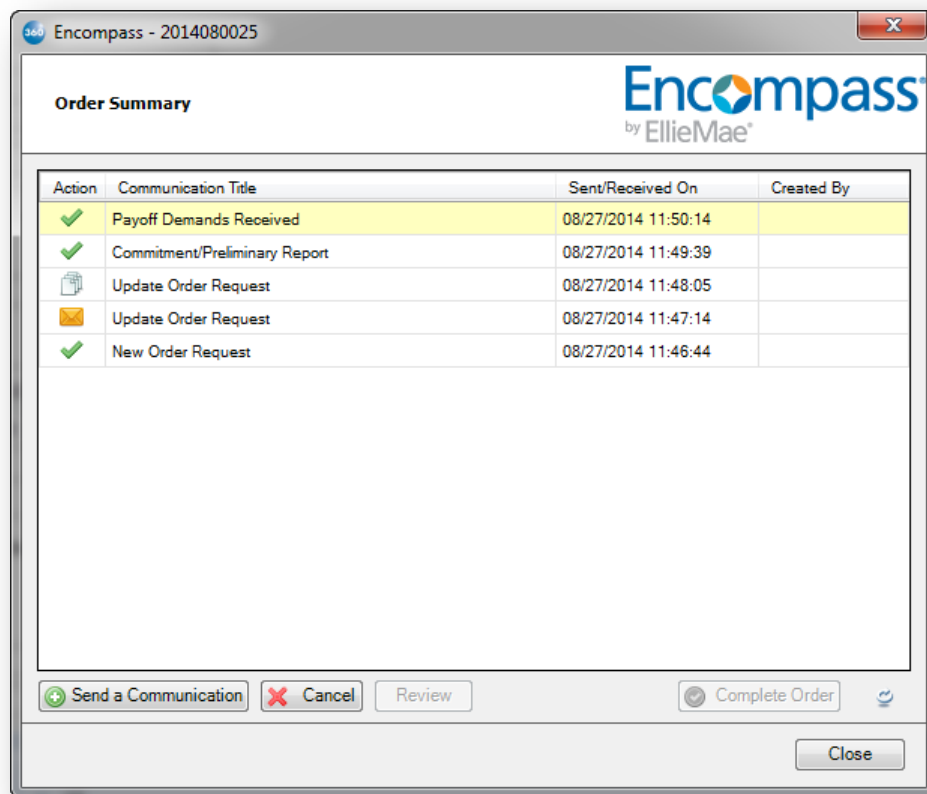 360 Encompass - 2014080025
Order Summary
Encompass
by EllieMae®
Action Communication Title Sent/Received On Created By
Payoff Demands Received 08/27/2014 11:50:14
Commitment/Preliminary Report 08/27/2014 11:49:39
Update Order Request 08/27/2014 11:48:05
Update Order Request 08/27/2014 11:47:14
New Order Request 08/27/2014 11:46:44
Send a Communication Cancel Review Complete Order
Close